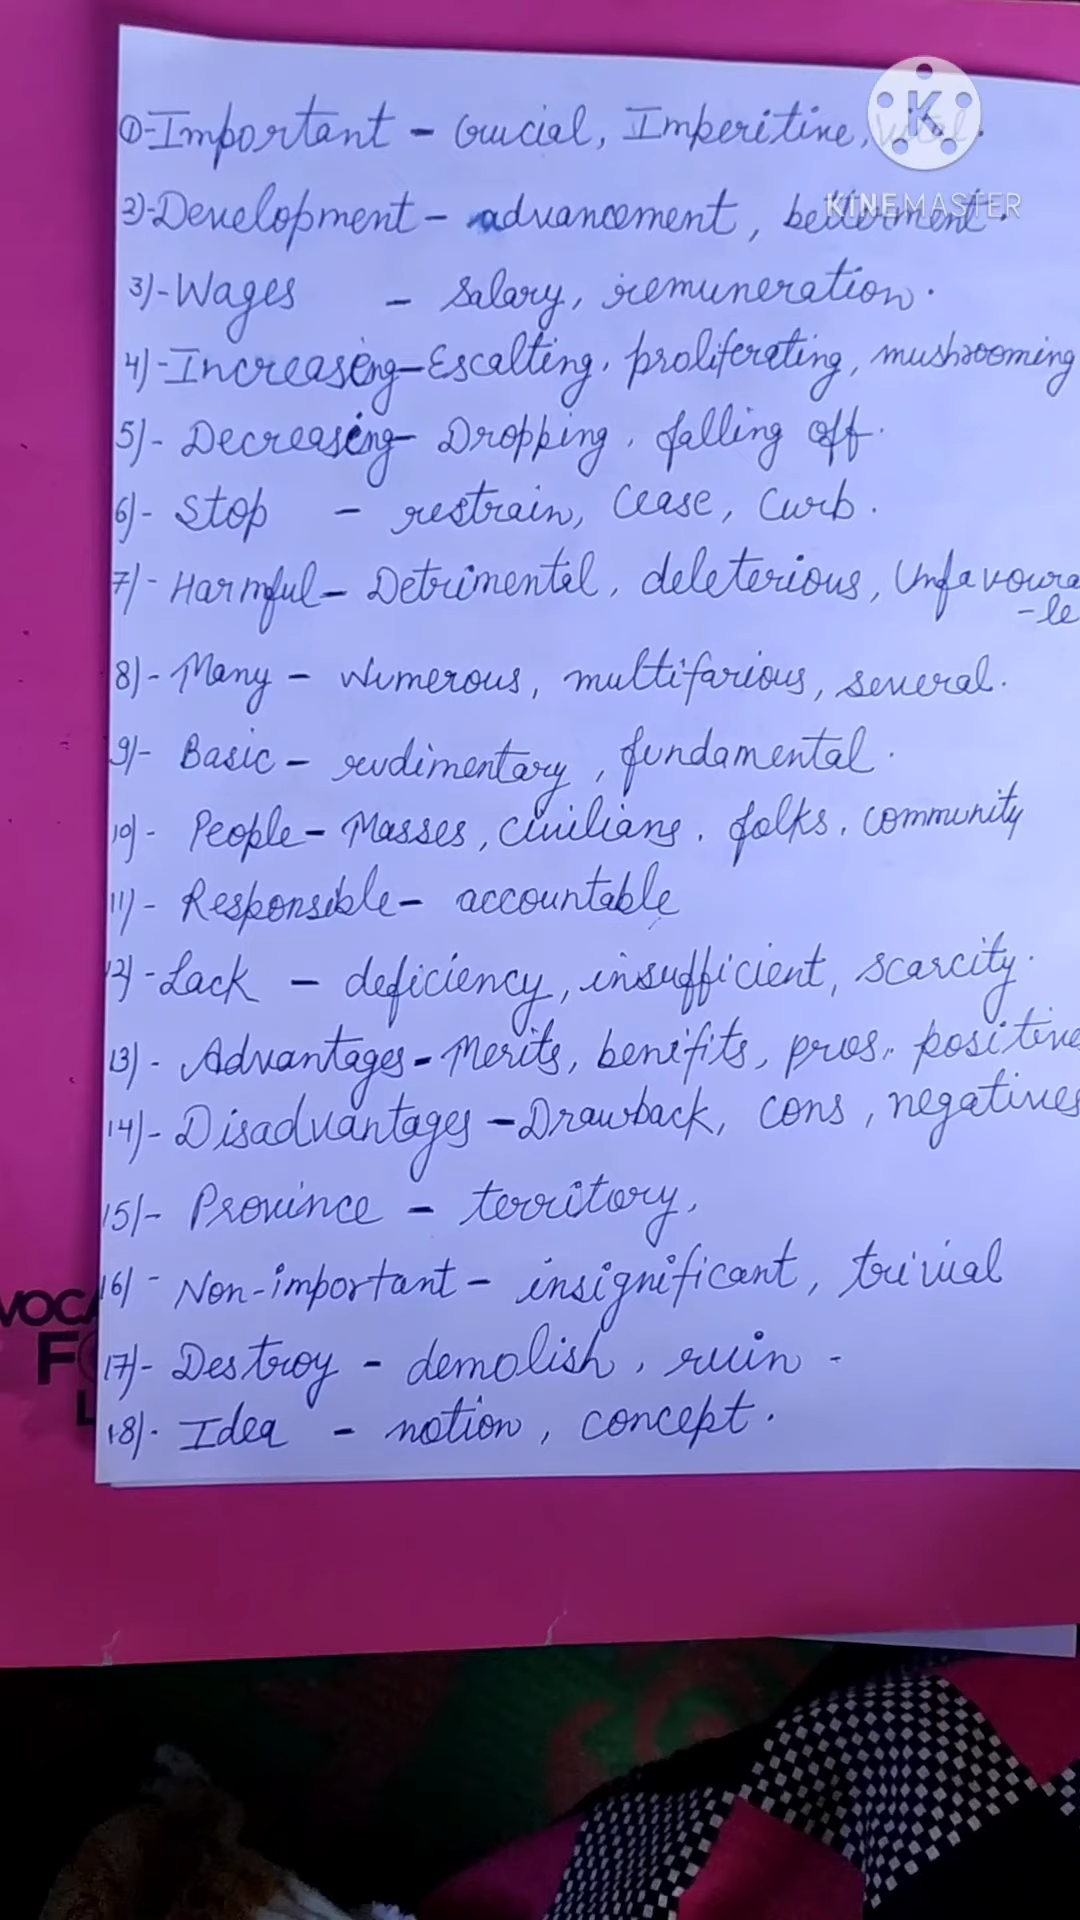 1)-Important - Crucial, Imperitine,
KINEMASTER
2)-Development - advancement, betterment.
3)-Wages - Salary, remuneration.
4)-Increasing-Escalting, proliferating, mushrooming
5)- Decreasing- Dropping, falling off.
6)- Stop - restrain, Cease, Curb.
7)- Harmful- Detrimental, deleterious, Unfavoura
-le
8)- Many - Numerous, multifarious, several.
9)- Basic - rudimentary, fundamental.
10)- People- Masses, civilians, folks, community
11)- Responsible- accountable
12)-Lack - deficiency, insufficient, scarcity.
13)- Advantages- Merits, benifits, pros, positive
14)- Disadvantages -Drawback, cons, negatives
15)- Province - territory,
16)- Non-important - insignificant, trivial
17)- Destroy - demolish, ruin -
18)- Idea - notion, concept.
VOCA
F
L